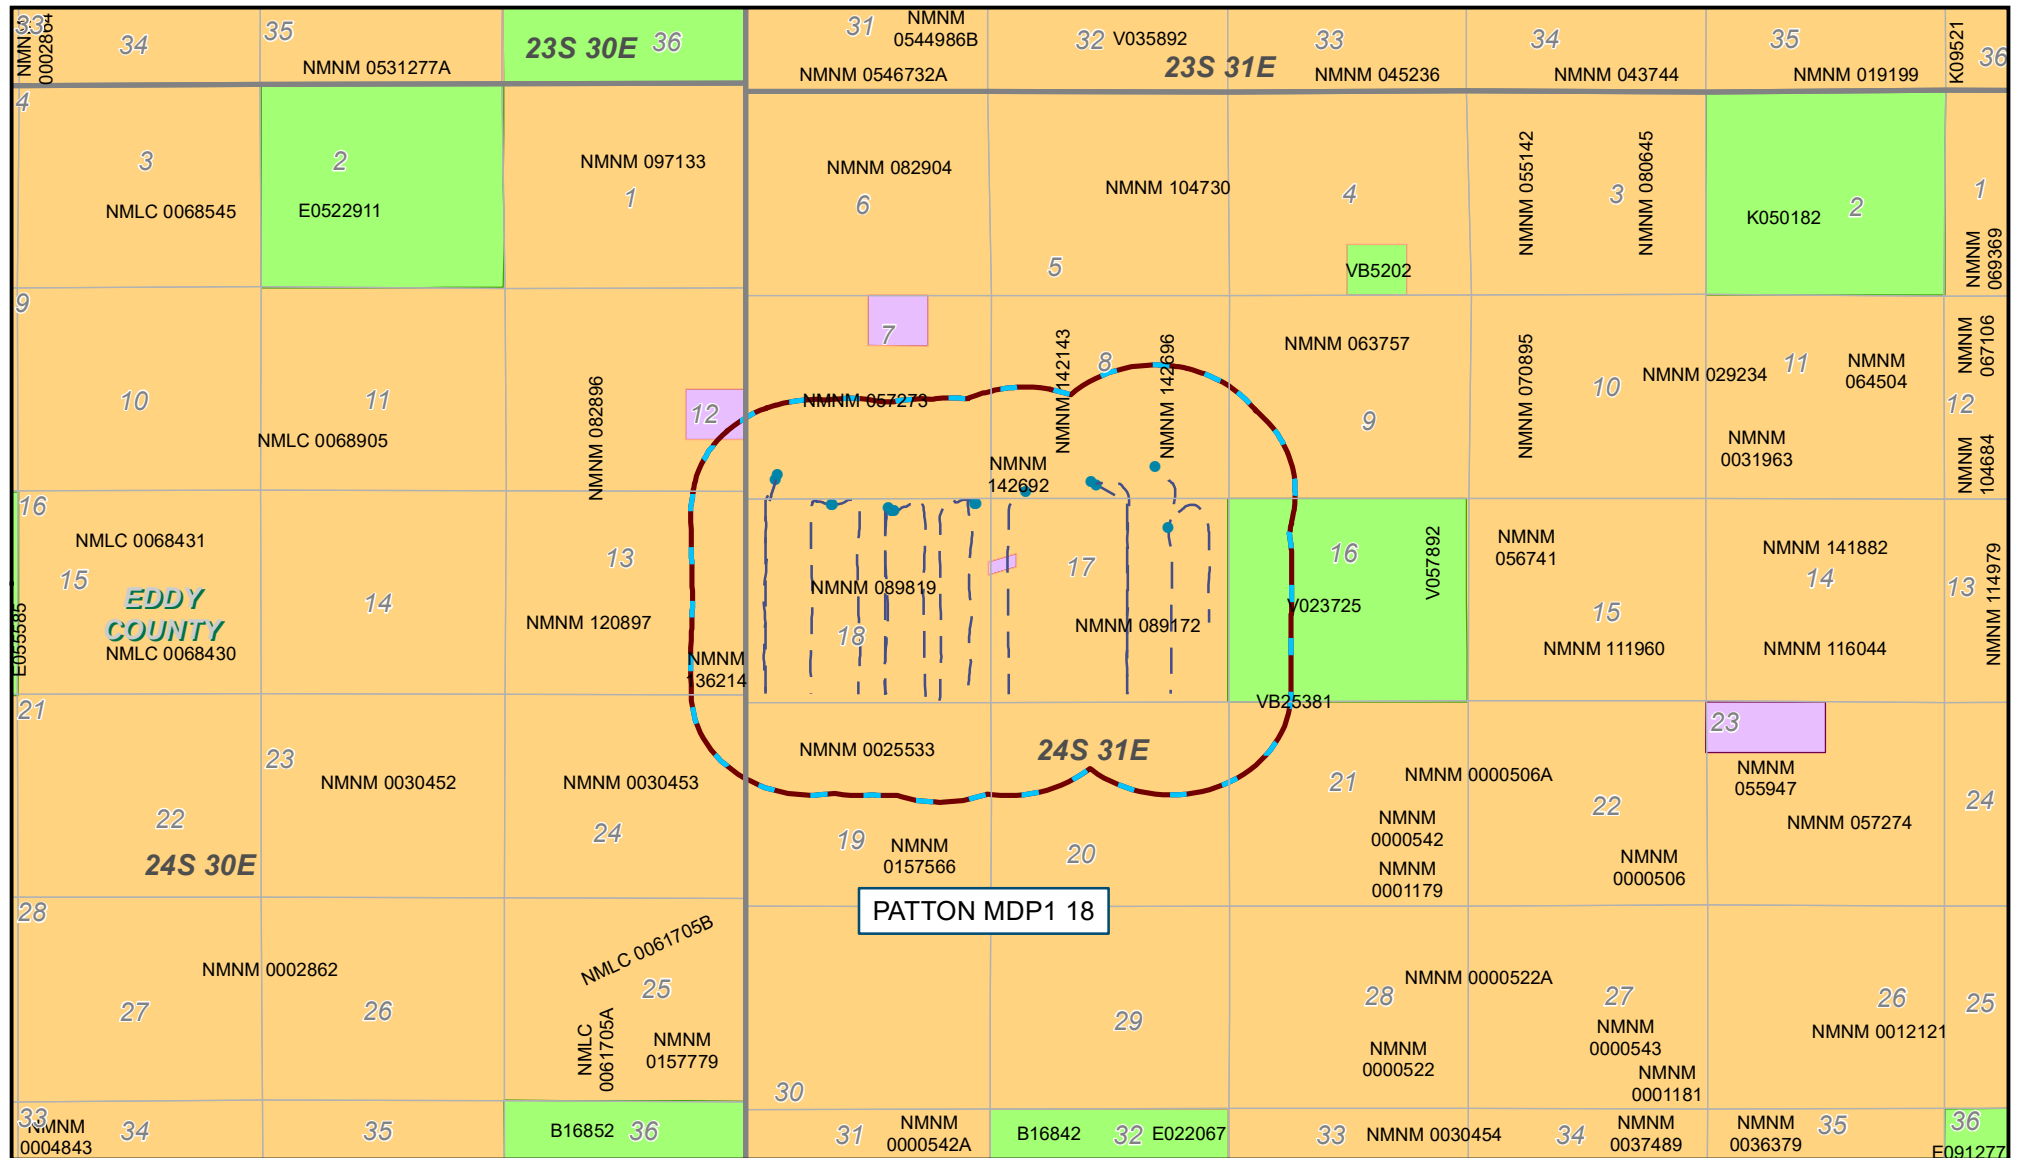 33
NMNM
0002864
34
35
NMNM 0531277A
23S 30E
36
31
NMNM
0544986B
NMNM 0546732A
32
V035892
23S 31E
33
NMNM 045236
34
NMNM 043744
35
NMNM 019199
K09521
36
4
3
NMLC 0068545
2
E0522911
NMNM 097133
1
NMNM 082904
6
NMNM 104730
5
4
VB5202
NMNM 055142
3
NMNM 080645
K050182
2
1
NMNM
069369
9
10
11
NMLC 0068905
NMNM 082896
12
7
NMNM 057273
NMNM 142143
8
NMNM 142696
NMNM
142692
NMNM 063757
9
NMNM 070895
10
NMNM 029234
11
NMNM
064504
NMNM
0031963
NMNM
067106
12
NMNM
104684
16
NMLC 0068431
15
EDDY
COUNTY
NMLC 0068430
E055585
14
13
NMNM 120897
NMNM
136214
NMNM 089819
18
17
NMNM 089172
16
V057892
V023725
VB25381
NMNM
056741
15
NMNM 111960
NMNM 141882
14
NMNM 116044
13
NMNM 114979
21
22
24S 30E
23
NMNM 0030452
NMNM 0030453
24
NMNM 0025533
24S 31E
19
NMNM
0157566
20
21
NMNM 0000506A
NMNM
0000542
NMNM
0001179
22
NMNM
0000506
23
NMNM
055947
NMNM 057274
24
PATTON MDP1 18
28
NMNM 0002862
27
26
NMLC 0061705B
25
NMLC
0061705A
NMNM
0157779
30
29
28
NMNM 0000522A
NMNM
0000522
27
NMNM
0000543
NMNM
0001181
26
NMNM 0012121
25
33
NMNM
0004843
34
35
B16852
36
31
NMNM
0000542A
B16842
32
E022067
33
NMNM 0030454
34
NMNM
0037489
NMNM
0036379
35
36
E091277